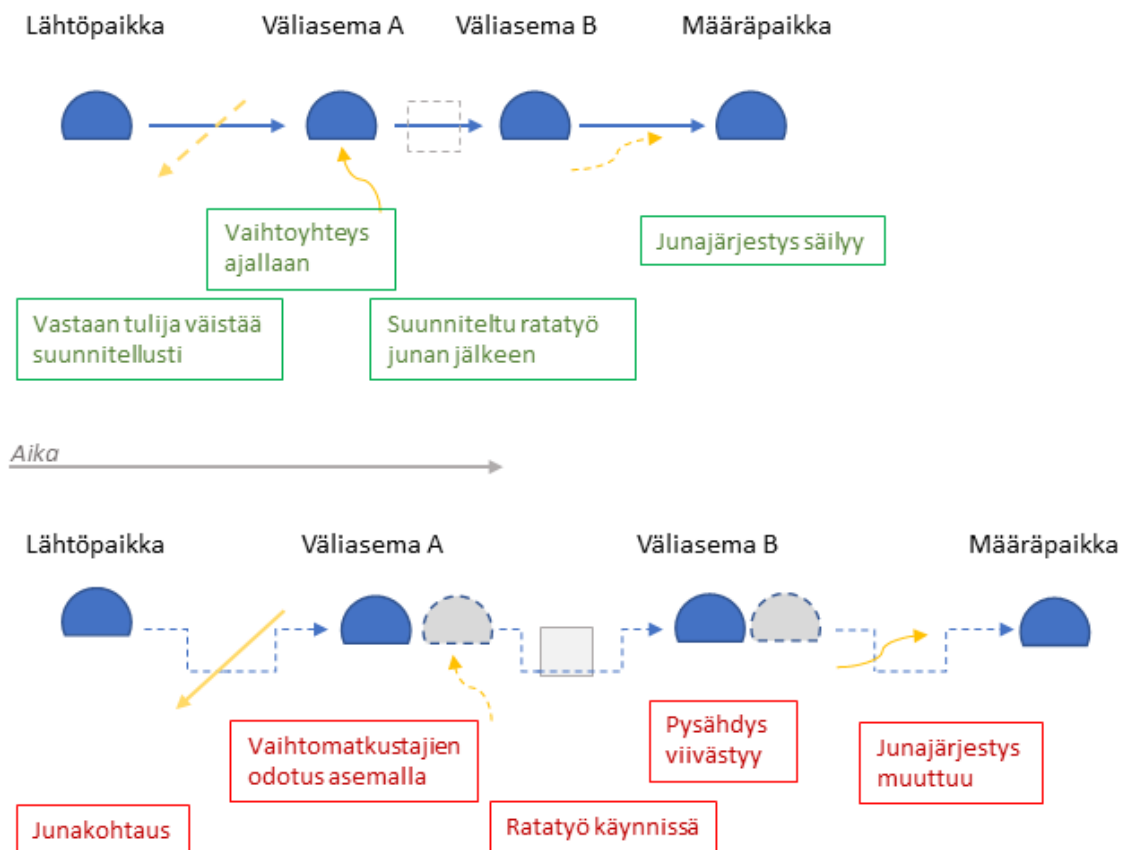 Lähtöpaikka
Väliasema A
Väliasema B
Määräpaikka
Vaihtoyhteys
ajallaan
Junajärjestys säilyy
Vastaan tulija väistää
suunnitellusti
Suunniteltu ratatyö
junan jälkeen
Aika
Lähtöpaikka
Väliasema A
Väliasema B
Määräpaikka
Vaihtomatkustajien
odotus asemalla
Pysähdys
viivästyy
Junajärjestys
muuttuu
Junakohtaus
Ratatyö käynnissä